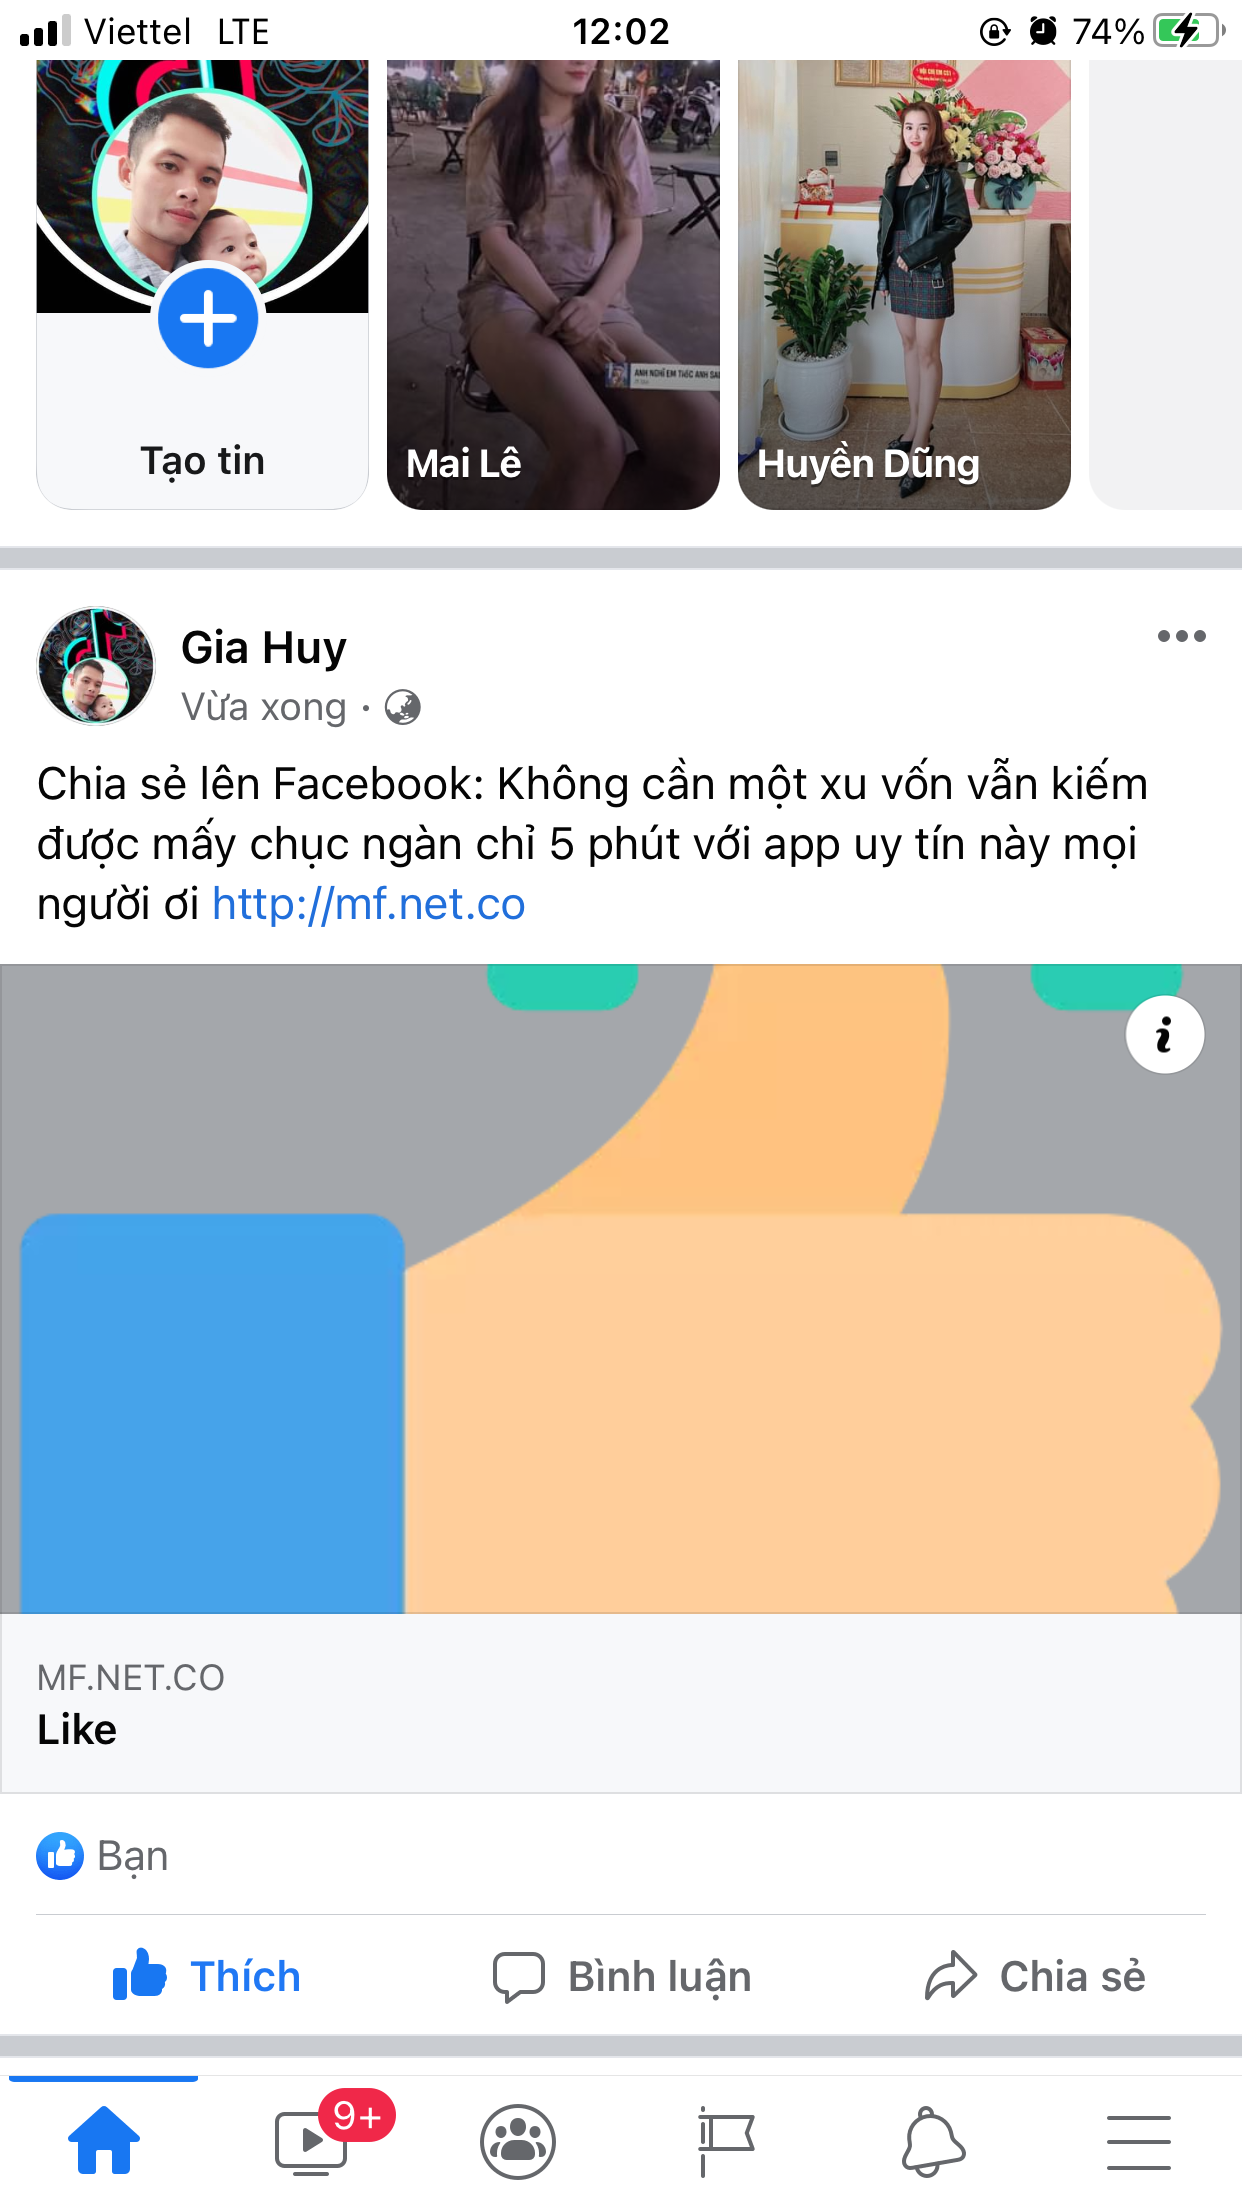 Viettel LTE 12:02 74%
Tạo tin
Mai Lê
Huyền Dũng
Gia Huy
Vừa xong ·
Chia sẻ lên Facebook: Không cần một xu vốn vẫn kiếm
được mấy chục ngàn chỉ 5 phút với app uy tín này mọi
người ơi http://mf.net.co
MF.NET.CO
Like
Bạn
Thích Bình luận Chia sẻ
9+